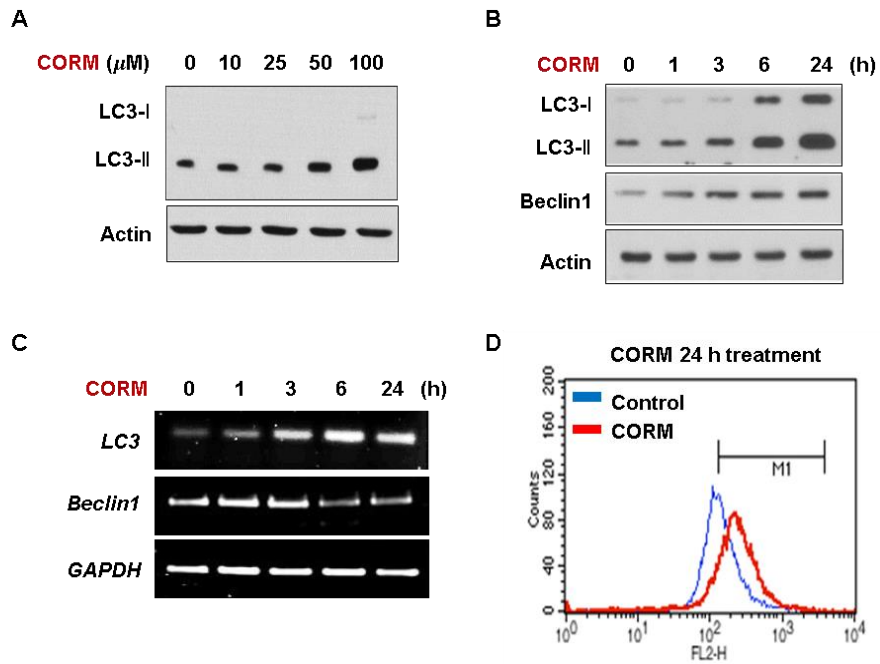 A
CORM (μM) 0 10 25 50 100
LC3-Ⅰ
LC3-Ⅱ
Actin
B
CORM 0 1 3 6 24 (h)
LC3-Ⅰ
LC3-Ⅱ
Beclin1
Actin
C
CORM 0 1 3 6 24 (h)
LC3
Beclin1
GAPDH
D
CORM 24 h treatment
Control
CORM
M1
Counts
200
160
120
80
40
0
10⁰ 10¹ 10² 10³ 10⁴
FL2-H